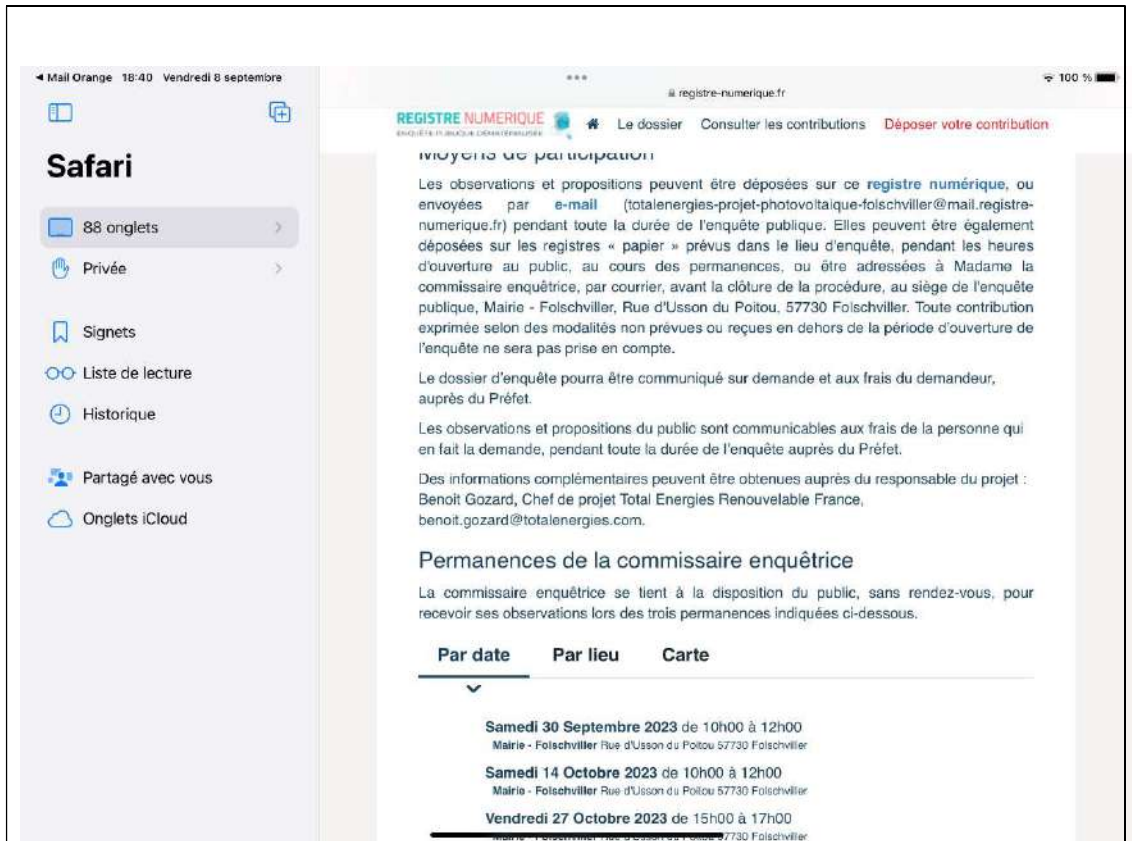 ◄ Mail Orange 18:40 Vendredi 8 septembre
100 %
registre-numerique.fr
REGISTRE NUMERIQUE
ENQUÊTE PUBLIQUE DÉMATÉRIALISÉE
Le dossier Consulter les contributions Déposer votre contribution
Safari
88 onglets
Privée
Signets
Liste de lecture
Historique
Partagé avec vous
Onglets iCloud
Moyens de participation
Les observations et propositions peuvent être déposées sur ce registre numérique, ou
envoyées par e-mail (totalenergies-projet-photovoltaique-folschviller@mail.registre-
numerique.fr) pendant toute la durée de l'enquête publique. Elles peuvent être également
déposées sur les registres « papier » prévus dans le lieu d'enquête, pendant les heures
d'ouverture au public, au cours des permanences, ou être adressées à Madame la
commissaire enquêtrice, par courrier, avant la clôture de la procédure, au siège de l'enquête
publique, Mairie - Folschviller, Rue d'Usson du Poitou, 57730 Folschviller. Toute contribution
exprimée selon des modalités non prévues ou reçues en dehors de la période d'ouverture de
l'enquête ne sera pas prise en compte.
Le dossier d'enquête pourra être communiqué sur demande et aux frais du demandeur,
auprès du Préfet.
Les observations et propositions du public sont communicables aux frais de la personne qui
en fait la demande, pendant toute la durée de l'enquête auprès du Préfet.
Des informations complémentaires peuvent être obtenues auprès du responsable du projet :
Benoit Gozard, Chef de projet Total Energies Renouvelable France,
benoit.gozard@totalenergies.com.
Permanences de la commissaire enquêtrice
La commissaire enquêtrice se tient à la disposition du public, sans rendez-vous, pour
recevoir ses observations lors des trois permanences indiquées ci-dessous.
Par date Par lieu Carte
Samedi 30 Septembre 2023 de 10h00 à 12h00
Mairie - Folschviller Rue d'Usson du Poitou 57730 Folschviller
Samedi 14 Octobre 2023 de 10h00 à 12h00
Mairie - Folschviller Rue d'Usson du Poitou 57730 Folschviller
Vendredi 27 Octobre 2023 de 15h00 à 17h00
Mairie - Folschviller Rue d'Usson du Poitou 57730 Folschviller